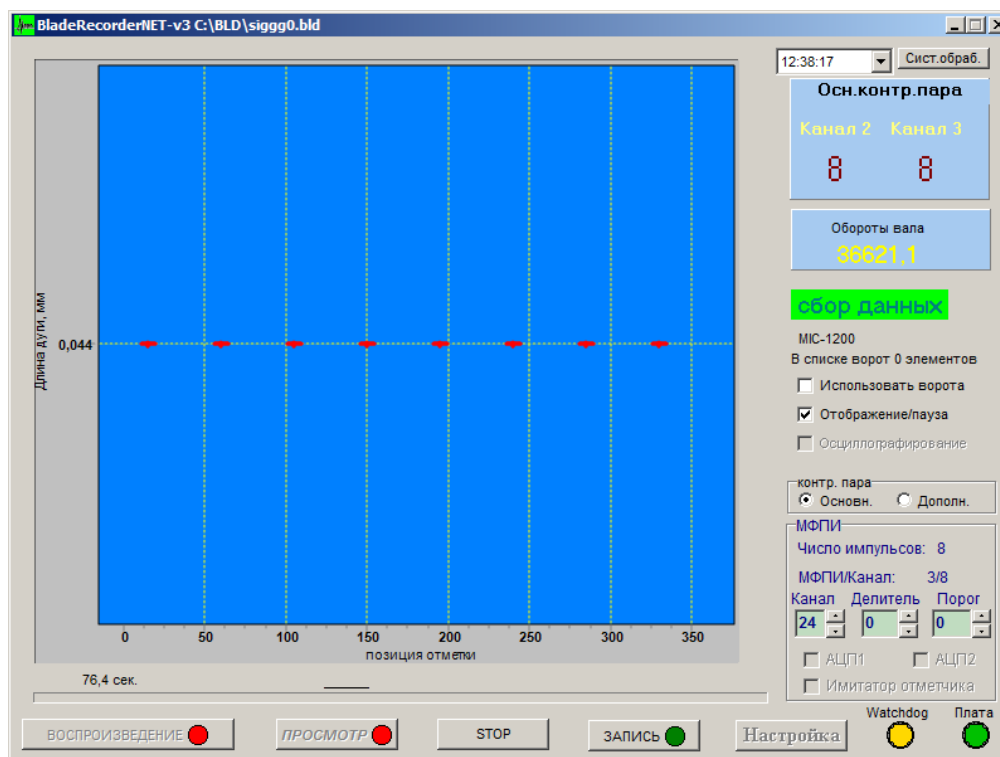 BladeRecorderNET-v3 C:\BLD\siggg0.bld
12:38:17
Сист.обраб.
Осн.контр.пара
Канал 2 Канал 3
8 8
Обороты вала
36621,1
сбор данных
MIC-1200
В списке ворот 0 элементов
Использовать ворота
Отображение/пауза
Осциллографирование
контр. пара
Основн. Дополн.
МФПИ
Число импульсов: 8
МФПИ/Канал: 3/8
Канал Делитель Порог
24 0 0
АЦП1 АЦП2
Имитатор отметчика
Длина дуги, мм
0,044
0 50 100 150 200 250 300 350
позиция отметки
76,4 сек.
ВОСПРОИЗВЕДЕНИЕ
ПРОСМОТР
STOP
ЗАПИСЬ
Настройка
Watchdog Плата